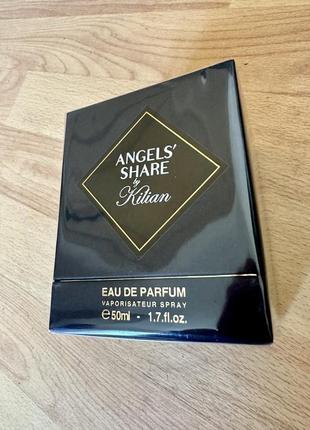 ANGELS'
SHARE
by
Kilian
EAU DE PARFUM
VAPORISATEUR SPRAY
e 50ml - 1.7 fl.oz.